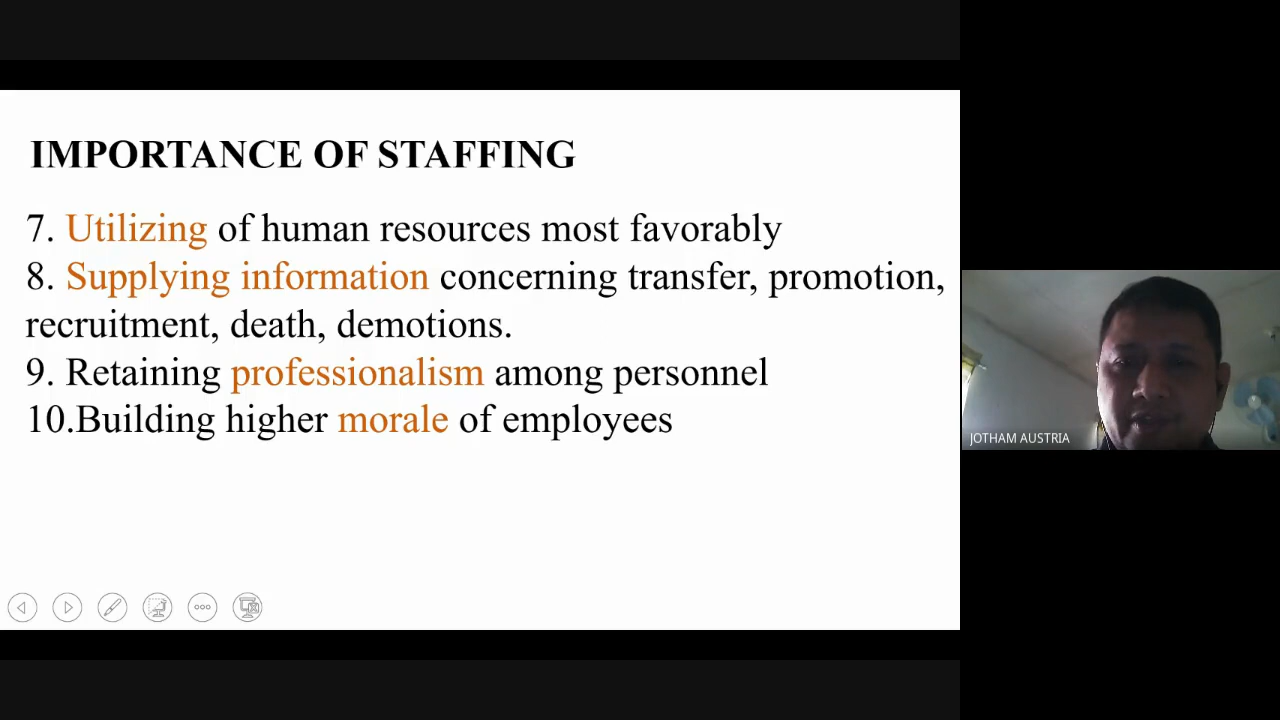 IMPORTANCE OF STAFFING
7. Utilizing of human resources most favorably
8. Supplying information concerning transfer, promotion,
recruitment, death, demotions.
9. Retaining professionalism among personnel
10.Building higher morale of employees
JOTHAM AUSTRIA